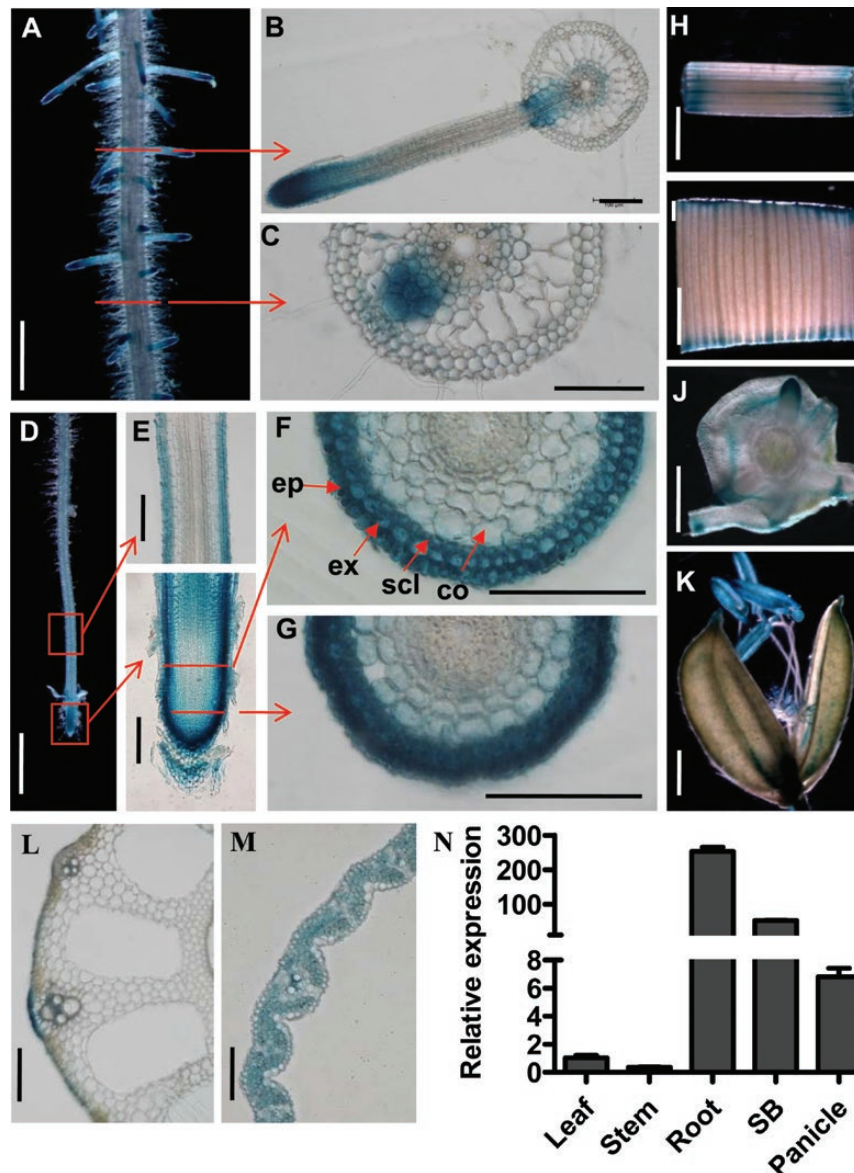 A
B
H
C
D
E
F
ep
ex
scl
co
G
J
K
L
M
N
Relative expression
300
200
100
8
6
4
2
0
Leaf
Stem
Root
SB
Panicle